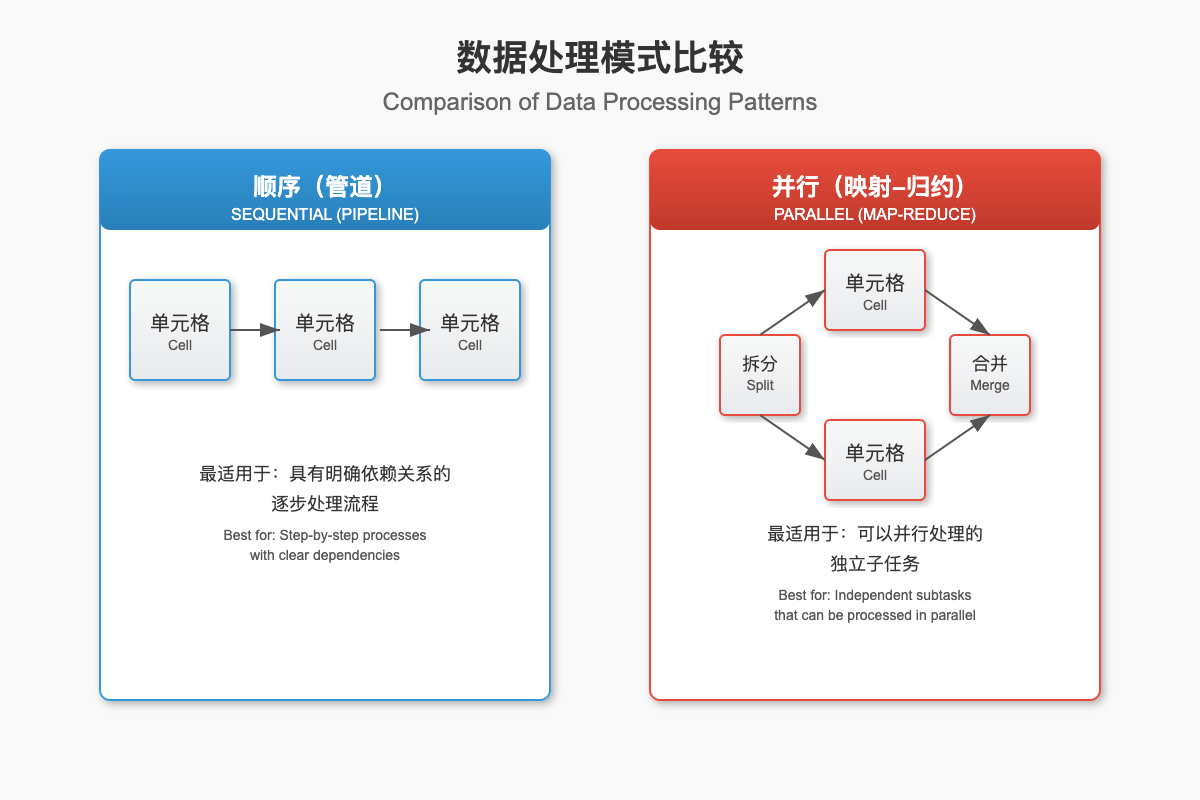 数据处理模式比较
Comparison of Data Processing Patterns
顺序（管道）
SEQUENTIAL (PIPELINE)
单元格
Cell
单元格
Cell
单元格
Cell
最适用于：具有明确依赖关系的
逐步处理流程
Best for: Step-by-step processes
with clear dependencies
并行（映射–归约）
PARALLEL (MAP-REDUCE)
单元格
Cell
拆分
Split
合并
Merge
单元格
Cell
最适用于：可以并行处理的
独立子任务
Best for: Independent subtasks
that can be processed in parallel